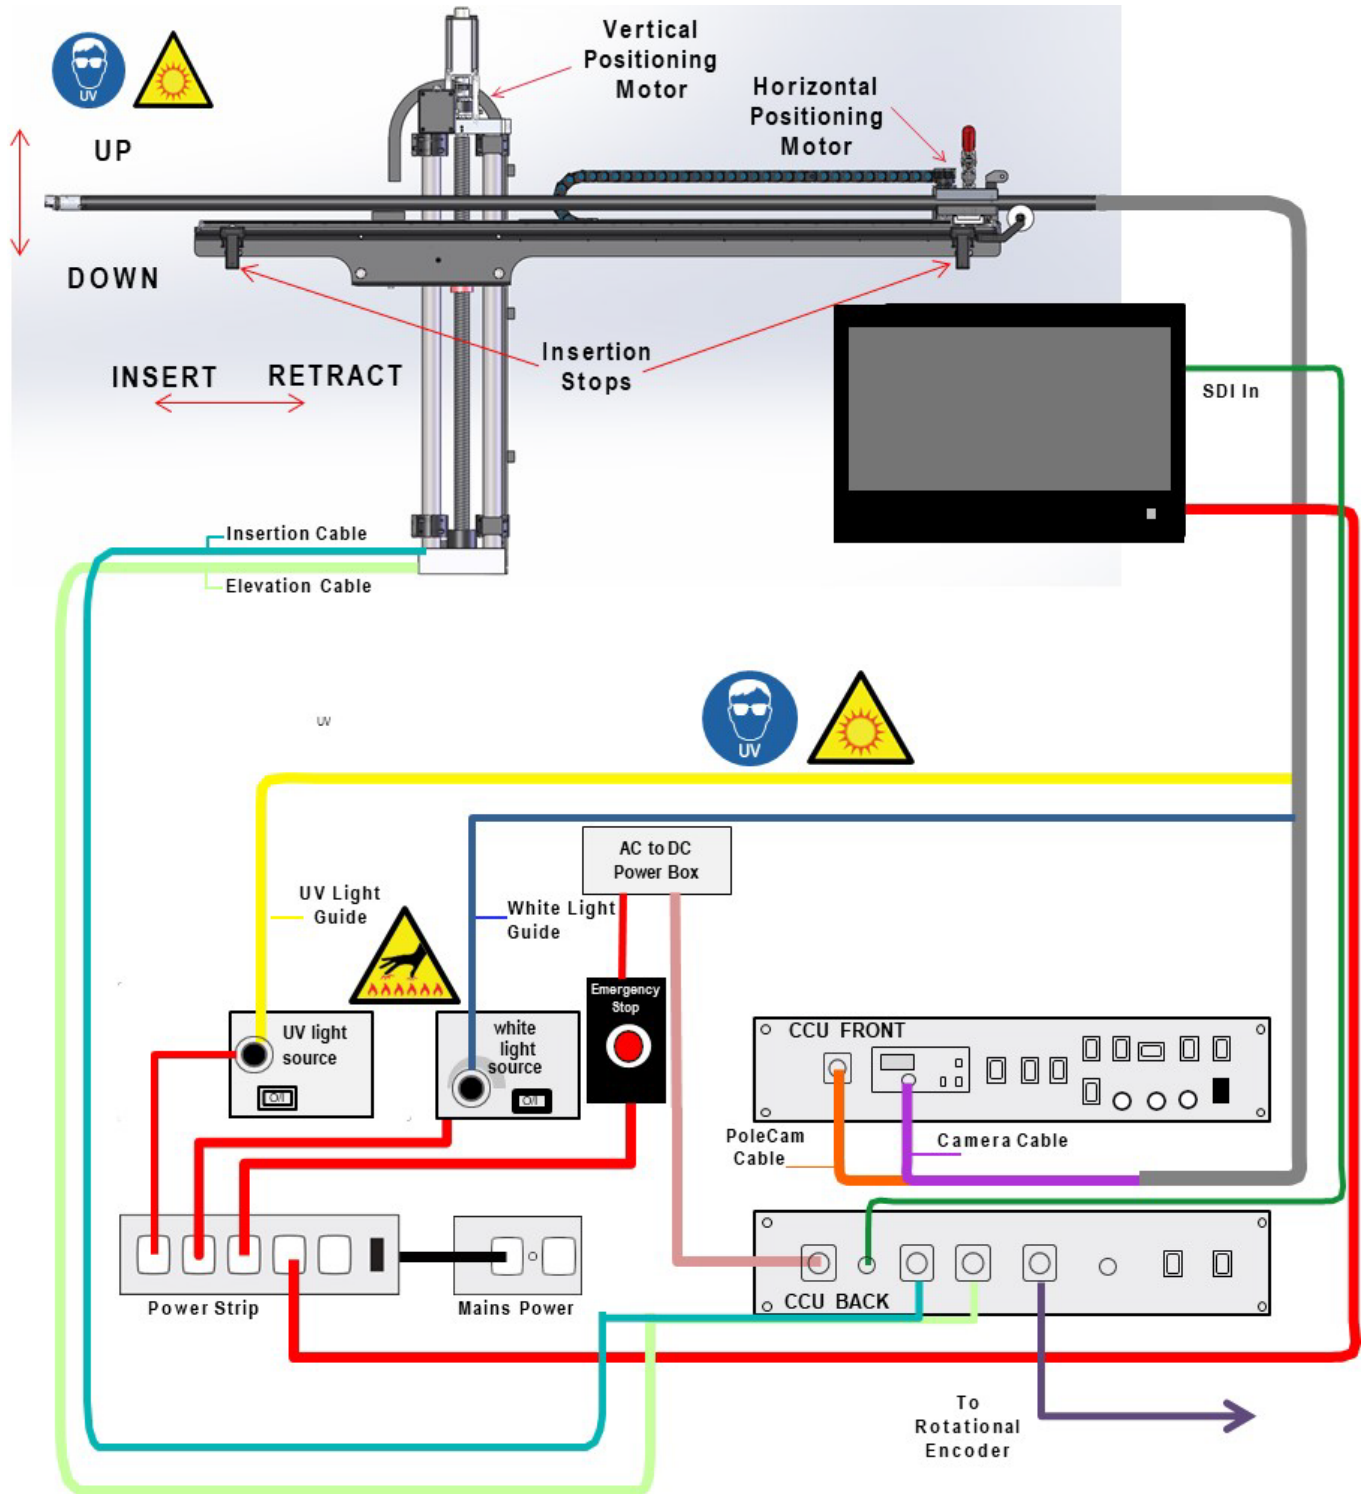 Vertical
Positioning
Motor
Horizontal
Positioning
Motor
UV
UP
DOWN
INSERT RETRACT
Insertion
Stops
SDI In
Insertion Cable
Elevation Cable
UV
UV
AC to DC
Power Box
UV Light
Guide
White Light
Guide
Emergency
Stop
UV light
source
O/I
white
light
source
O/I
CCU FRONT
PoleCam
Cable
Camera Cable
Power Strip
Mains Power
CCU BACK
To
Rotational
Encoder